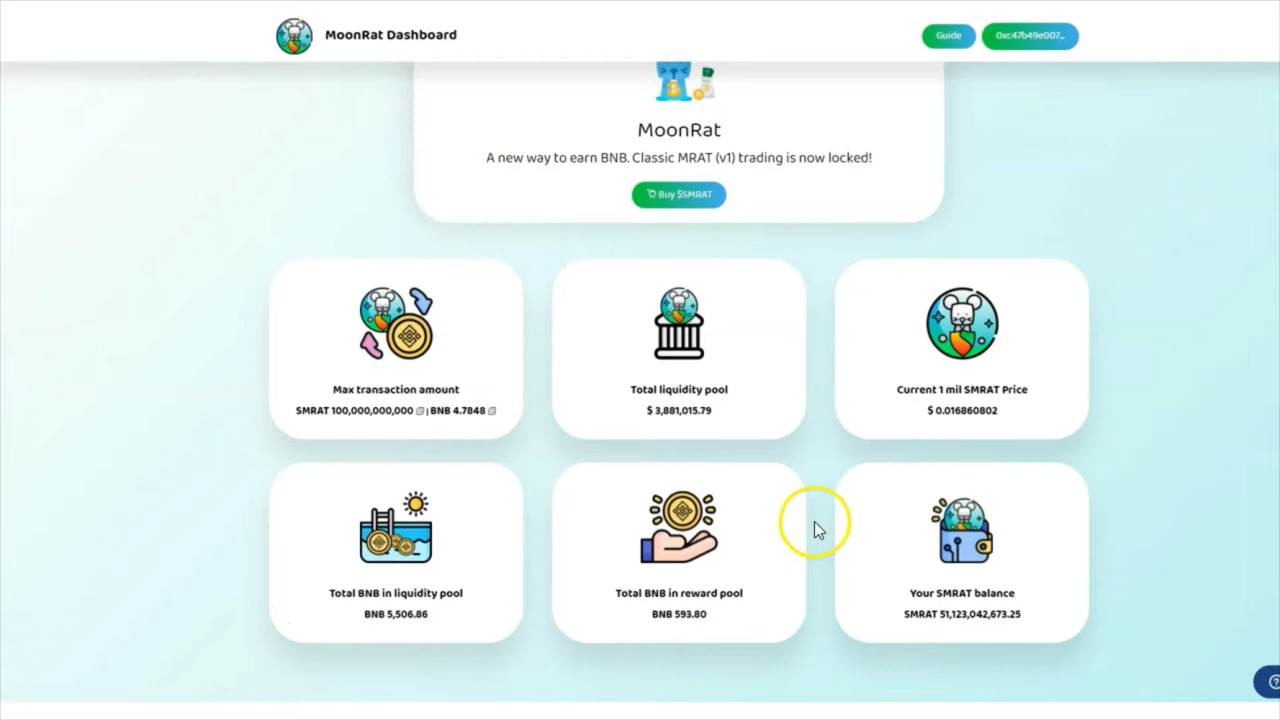 MoonRat Dashboard
Guide
0xc47b49e007...
MoonRat
A new way to earn BNB. Classic MRAT (v1) trading is now locked!
Buy $SMRAT
Max transaction amount
SMRAT 100,000,000,000 | BNB 4.7848
Total liquidity pool
$ 3,881,015.79
Current 1 mil SMRAT Price
$ 0.016860802
Total BNB in liquidity pool
BNB 5,506.86
Total BNB in reward pool
BNB 593.80
Your SMRAT balance
SMRAT 51,123,042,673.25